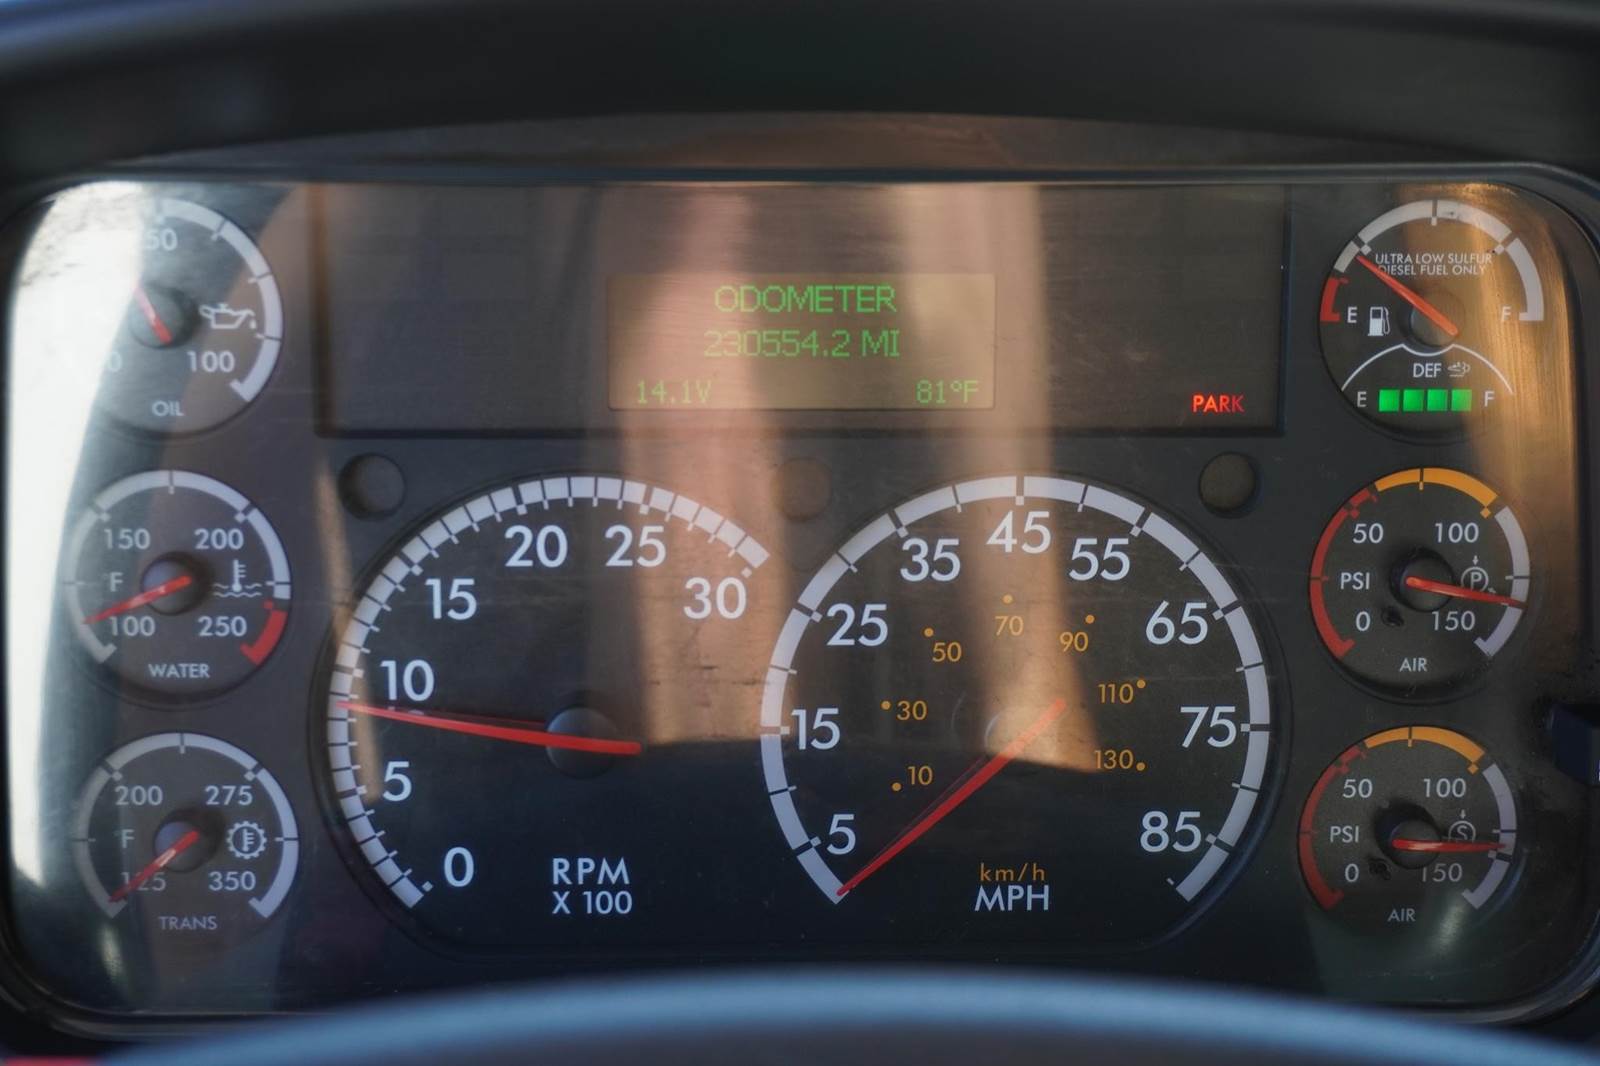 ODOMETER
230554.2 MI
14.1V 81°F
PARK
50
100
OIL
150 200
F
100 250
WATER
200 275
F
125 350
TRANS
0
5
10
15
20
25
30
RPM
X 100
5
15
25
35
45
55
65
75
85
10
30
50
70
90
110
130
km/h
MPH
ULTRA LOW SULFUR
DIESEL FUEL ONLY
E F
DEF
E F
50 100
PSI P
0 150
AIR
50 100
PSI S
0 150
AIR